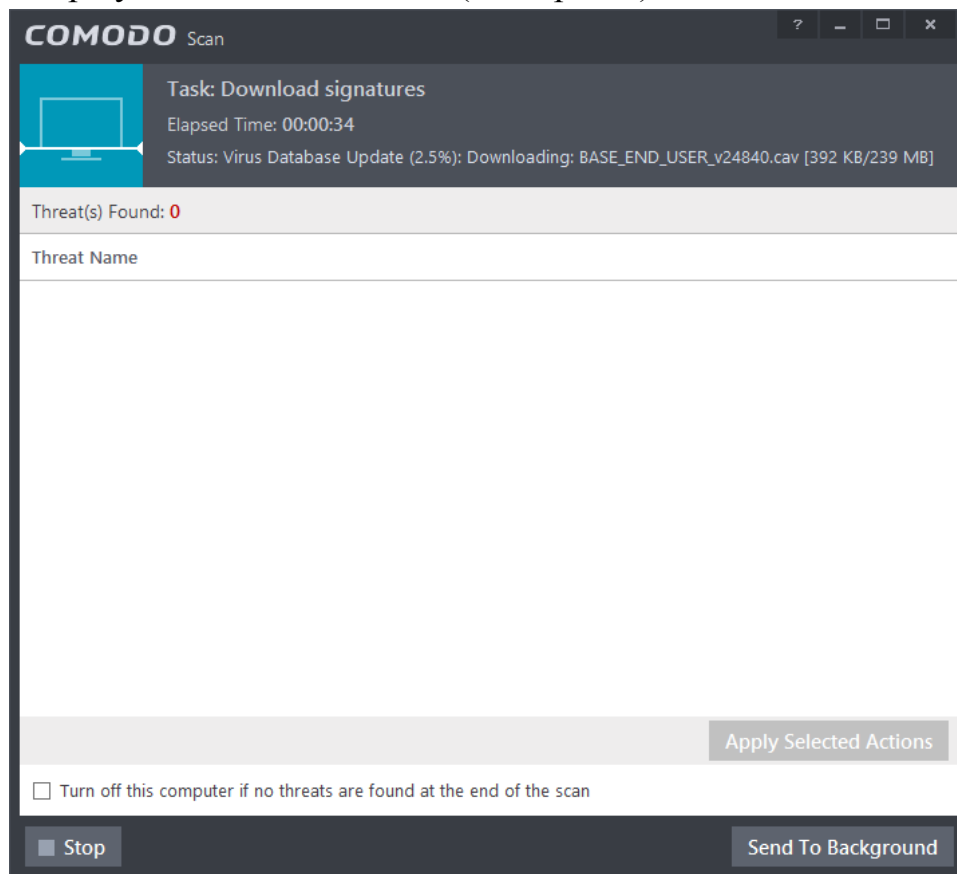 COMODO Scan
? – □ x
Task: Download signatures
Elapsed Time: 00:00:34
Status: Virus Database Update (2.5%): Downloading: BASE_END_USER_v24840.cav [392 KB/239 MB]
Threat(s) Found: 0
Threat Name
Apply Selected Actions
Turn off this computer if no threats are found at the end of the scan
Stop
Send To Background